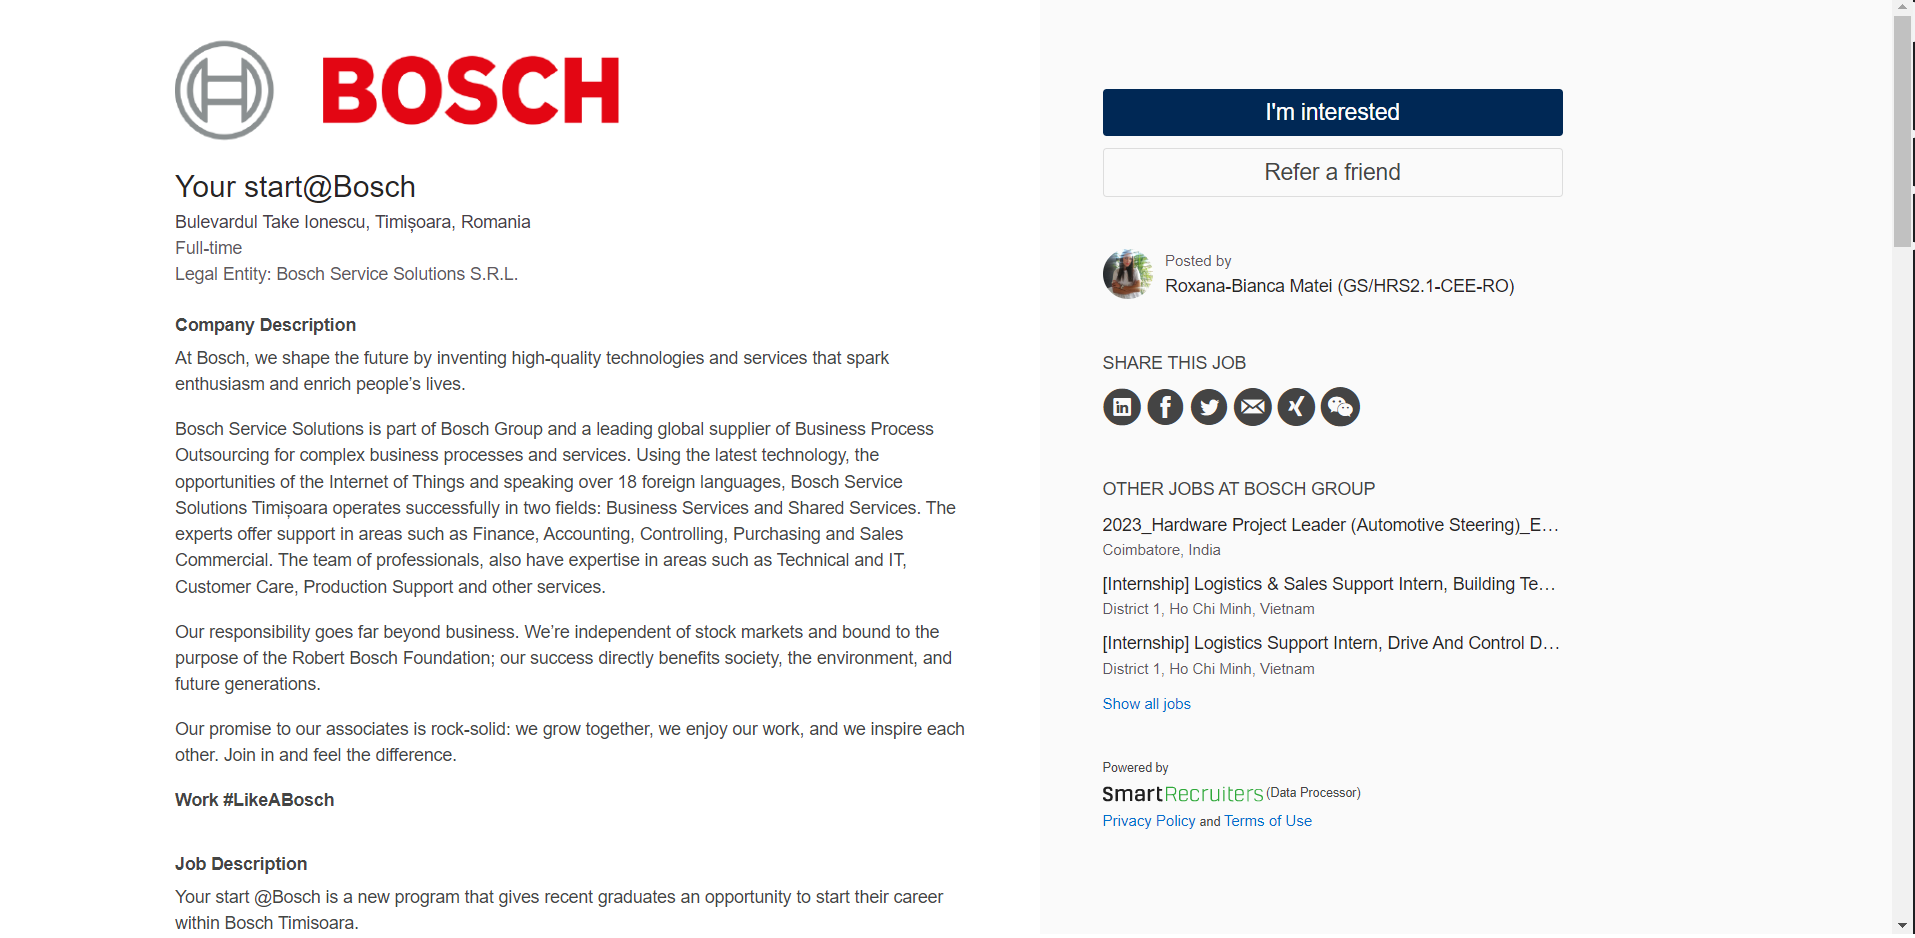 BOSCH
Your start@Bosch
Bulevardul Take Ionescu, Timișoara, Romania
Full-time
Legal Entity: Bosch Service Solutions S.R.L.
Company Description
At Bosch, we shape the future by inventing high-quality technologies and services that spark
enthusiasm and enrich people’s lives.
Bosch Service Solutions is part of Bosch Group and a leading global supplier of Business Process
Outsourcing for complex business processes and services. Using the latest technology, the
opportunities of the Internet of Things and speaking over 18 foreign languages, Bosch Service
Solutions Timișoara operates successfully in two fields: Business Services and Shared Services. The
experts offer support in areas such as Finance, Accounting, Controlling, Purchasing and Sales
Commercial. The team of professionals, also have expertise in areas such as Technical and IT,
Customer Care, Production Support and other services.
Our responsibility goes far beyond business. We’re independent of stock markets and bound to the
purpose of the Robert Bosch Foundation; our success directly benefits society, the environment, and
future generations.
Our promise to our associates is rock-solid: we grow together, we enjoy our work, and we inspire each
other. Join in and feel the difference.
Work #LikeABosch
Job Description
Your start @Bosch is a new program that gives recent graduates an opportunity to start their career
within Bosch Timisoara.
I'm interested
Refer a friend
Posted by
Roxana-Bianca Matei (GS/HRS2.1-CEE-RO)
SHARE THIS JOB
OTHER JOBS AT BOSCH GROUP
2023_Hardware Project Leader (Automotive Steering)_E…
Coimbatore, India
[Internship] Logistics & Sales Support Intern, Building Te…
District 1, Ho Chi Minh, Vietnam
[Internship] Logistics Support Intern, Drive And Control D…
District 1, Ho Chi Minh, Vietnam
Show all jobs
Powered by
SmartRecruiters (Data Processor)
Privacy Policy and Terms of Use